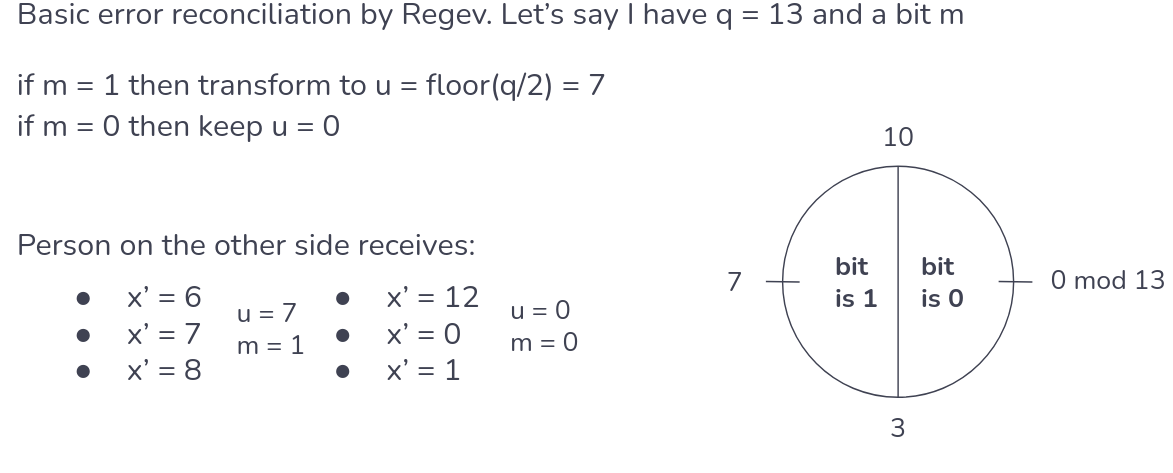 Basic error reconciliation by Regev. Let’s say I have q = 13 and a bit m
if m = 1 then transform to u = floor(q/2) = 7
if m = 0 then keep u = 0
Person on the other side receives:
● x’ = 6
● x’ = 7
● x’ = 8
u = 7
m = 1
● x’ = 12
● x’ = 0
● x’ = 1
u = 0
m = 0
10
7
bit
is 1
bit
is 0
0 mod 13
3